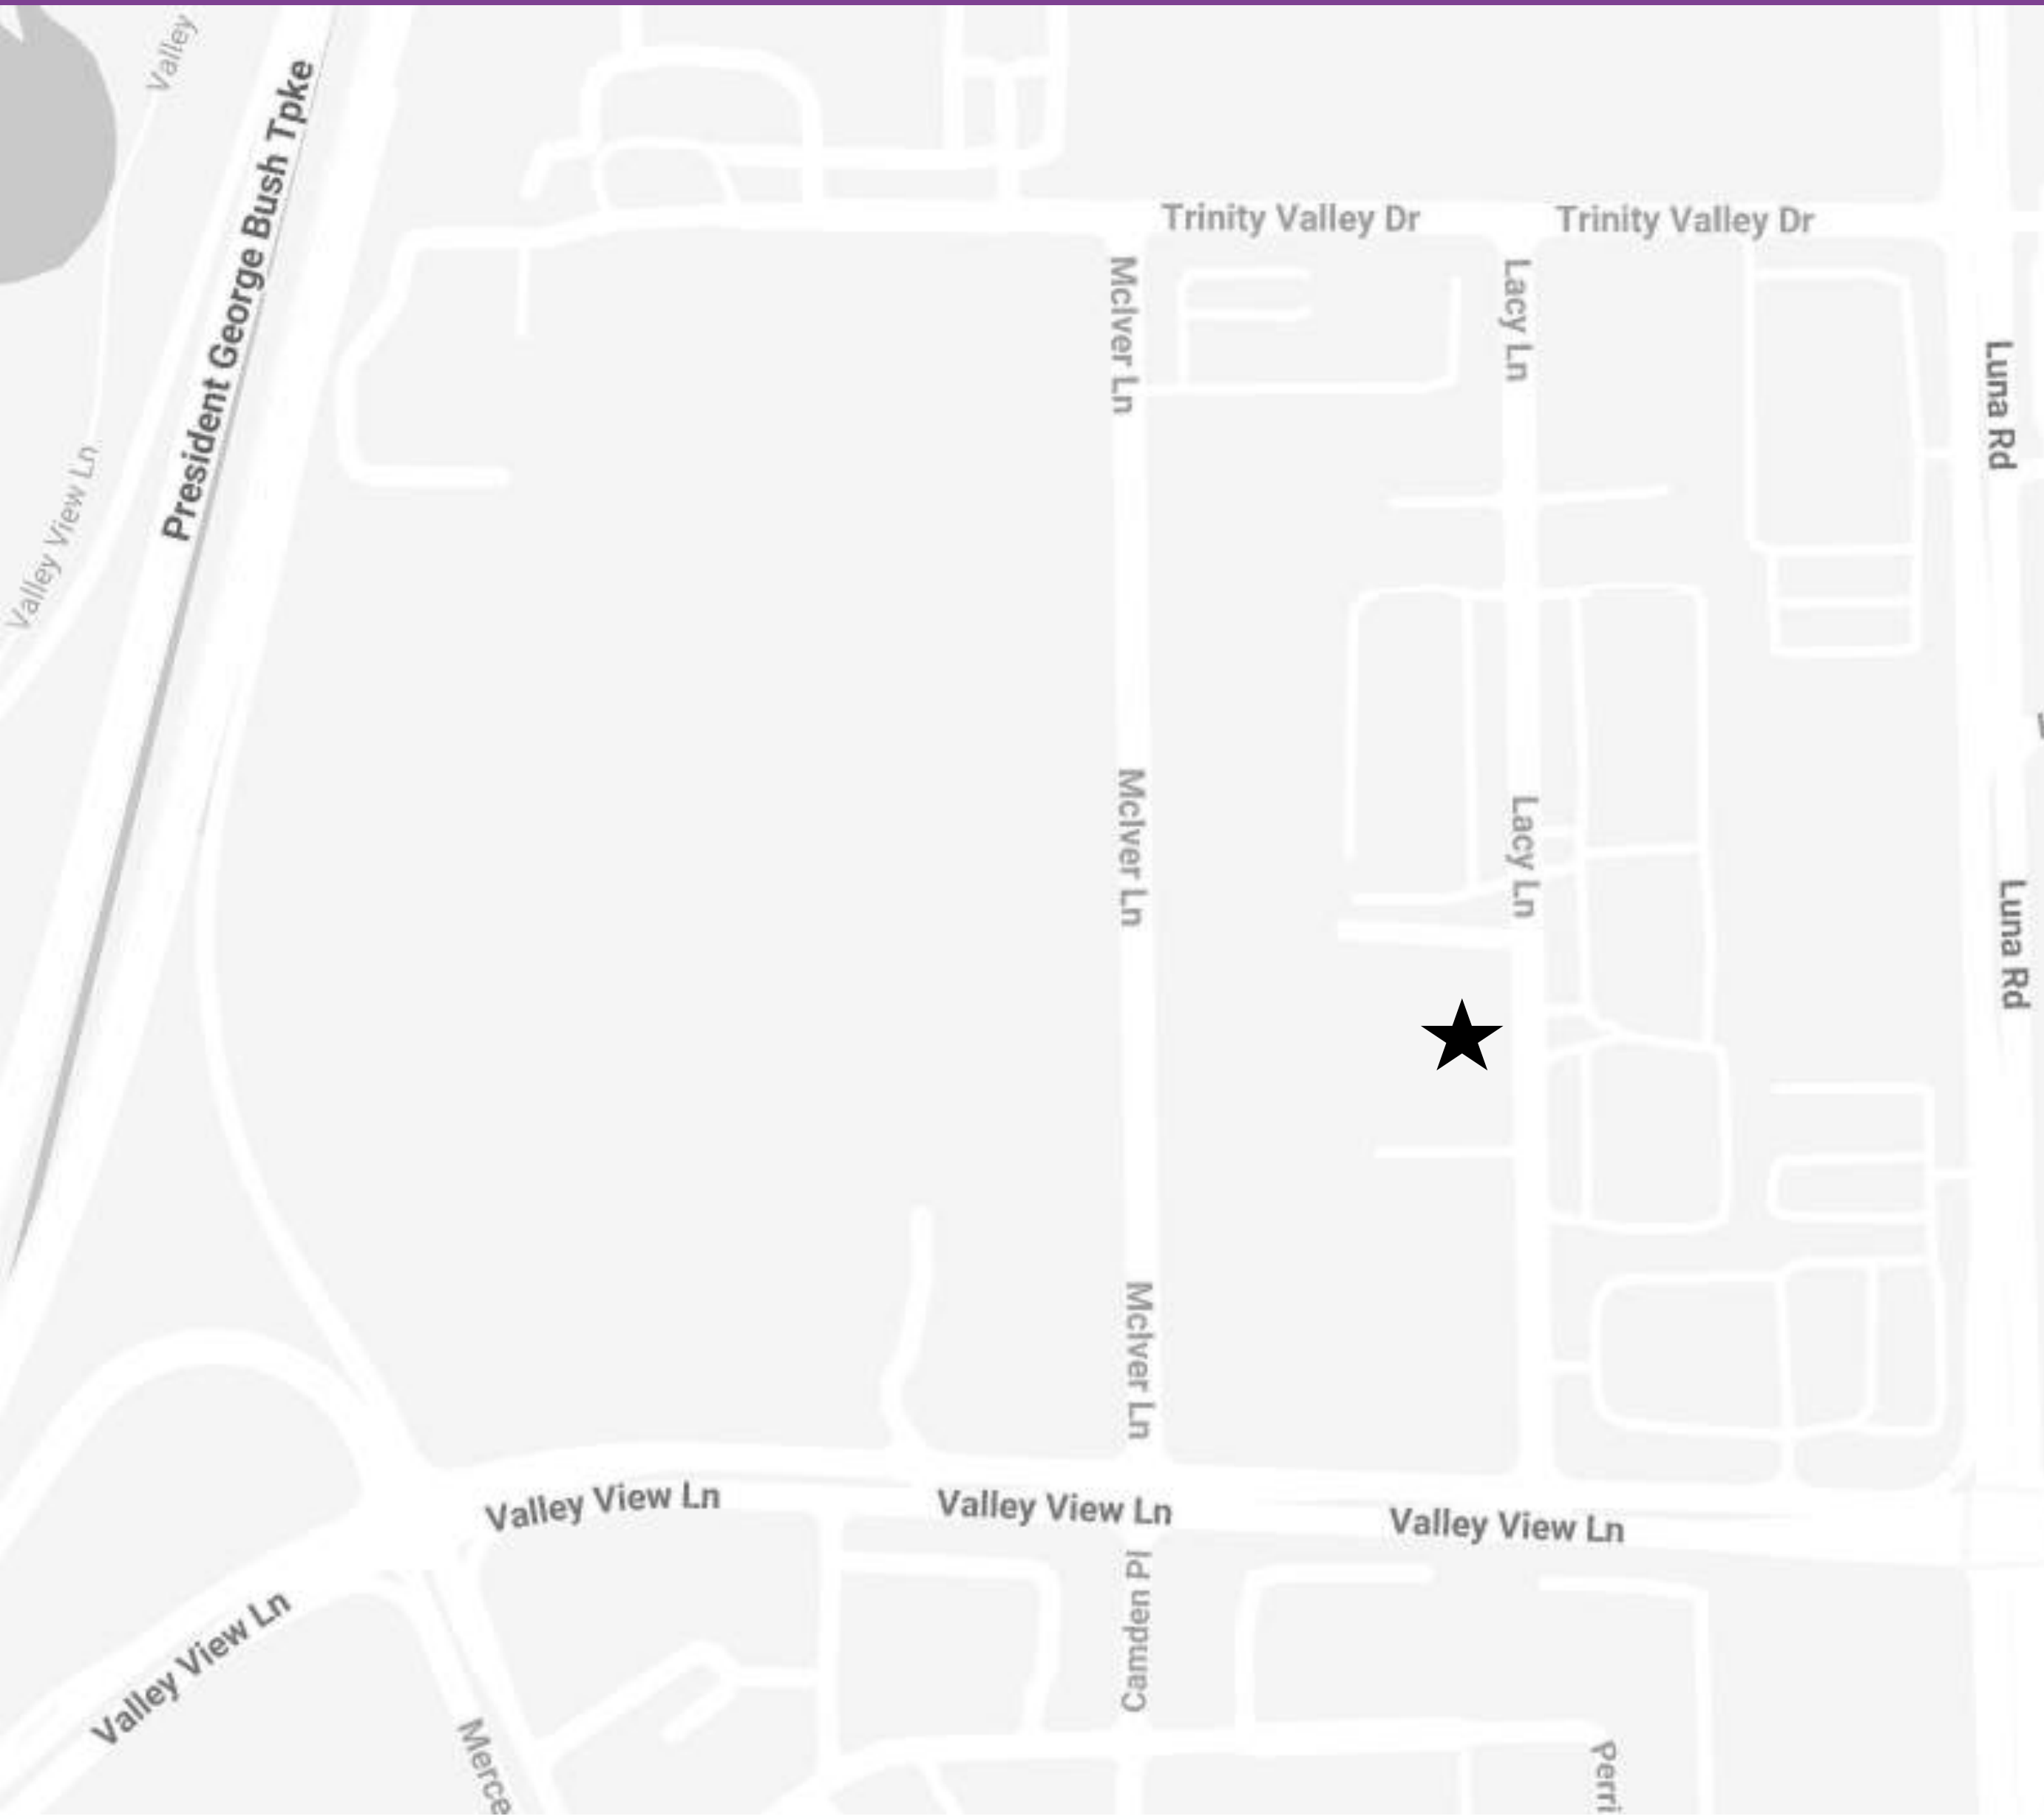 Valley
President George Bush Tpke
Trinity Valley Dr
Trinity Valley Dr
McIver Ln
Lacy Ln
Luna Rd
Valley View Ln
McIver Ln
Lacy Ln
Luna Rd
McIver Ln
Valley View Ln
Valley View Ln
Valley View Ln
Camden Pl
Valley View Ln
Merce
Perri